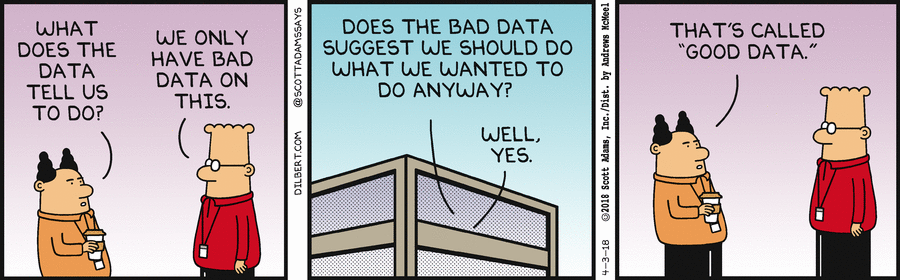 WHAT
DOES THE
DATA
TELL US
TO DO?
WE ONLY
HAVE BAD
DATA ON
THIS.
DILBERT.COM @SCOTTADAMSSAYS
DOES THE BAD DATA
SUGGEST WE SHOULD DO
WHAT WE WANTED TO
DO ANYWAY?
WELL,
YES.
4-3-18 ©2018 Scott Adams, Inc./Dist. by Andrews McMeel
THAT'S CALLED
"GOOD DATA."